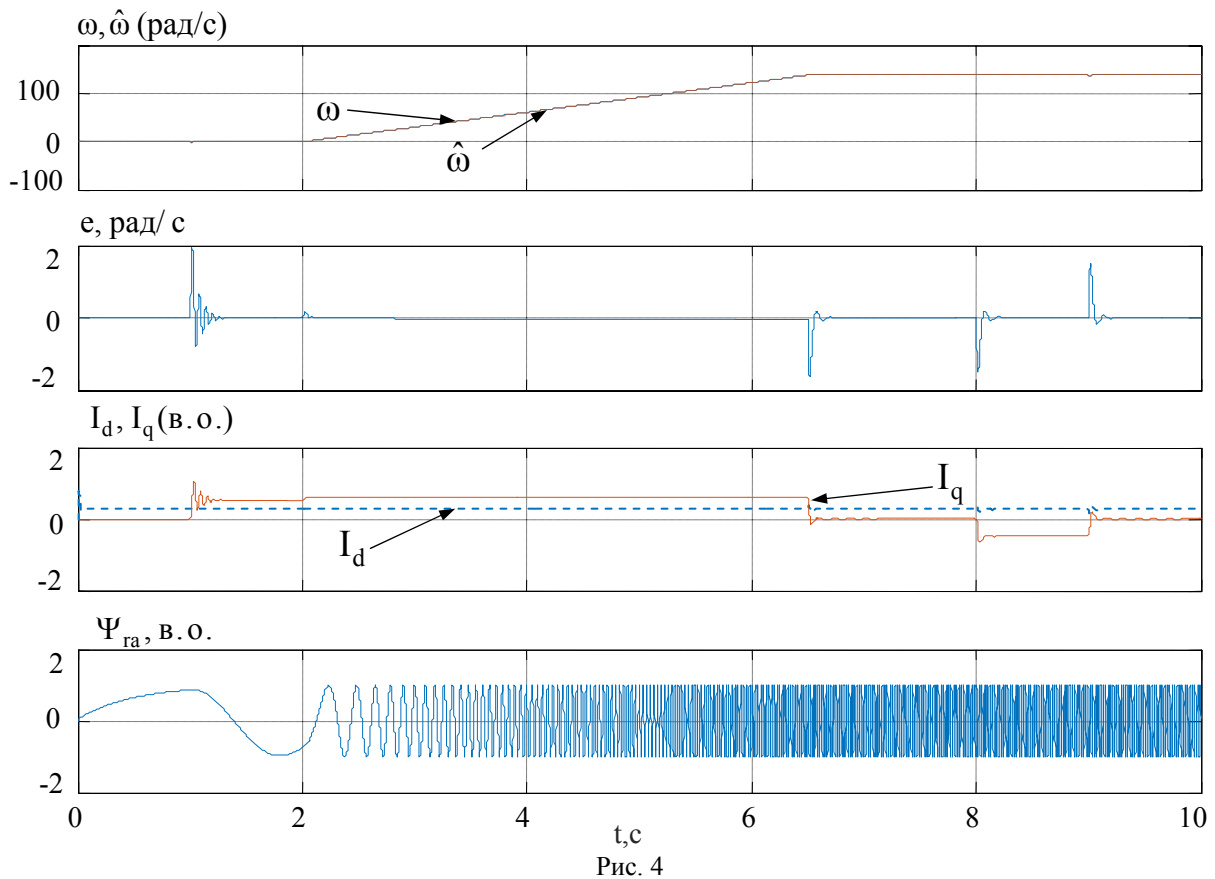 ω, ω̂ (рад/с)
100
0
-100
ω
ω̂
e, рад/ с
2
0
-2
I_d, I_q (в. о.)
2
0
-2
I_d
I_q
Ψ_ra, в. о.
2
0
-2
0 2 4 6 8 10
t,c
Рис. 4